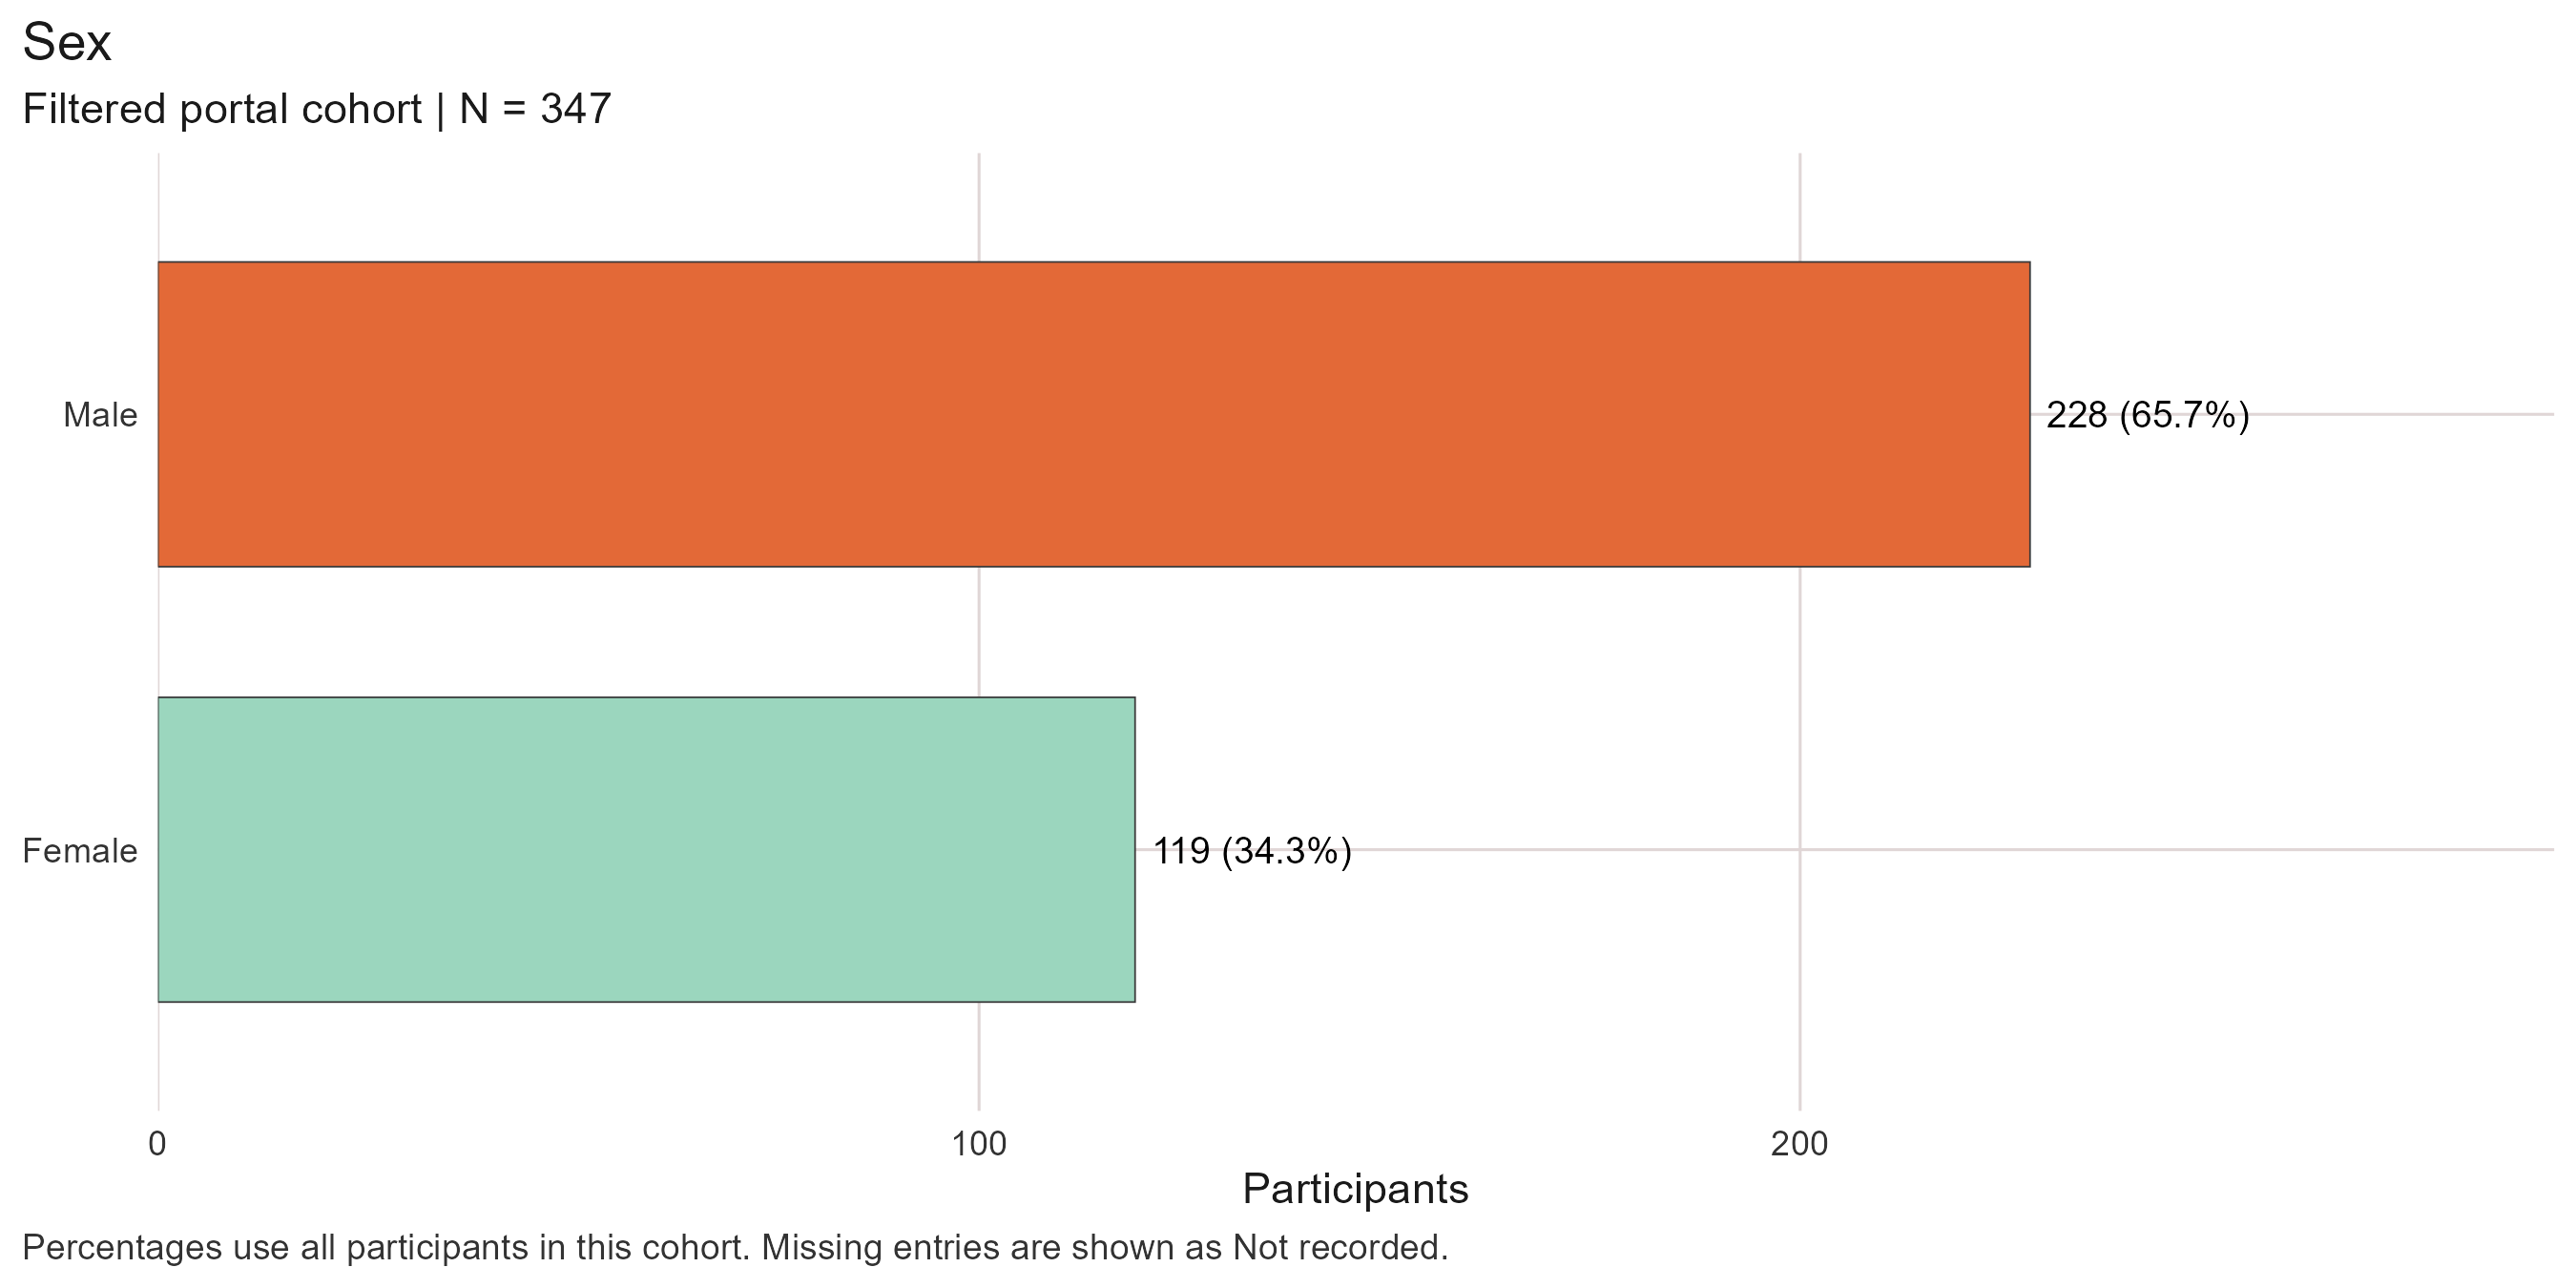 Sex
Filtered portal cohort | N = 347
Male
228 (65.7%)
Female
119 (34.3%)
0 100 200
Participants
Percentages use all participants in this cohort. Missing entries are shown as Not recorded.